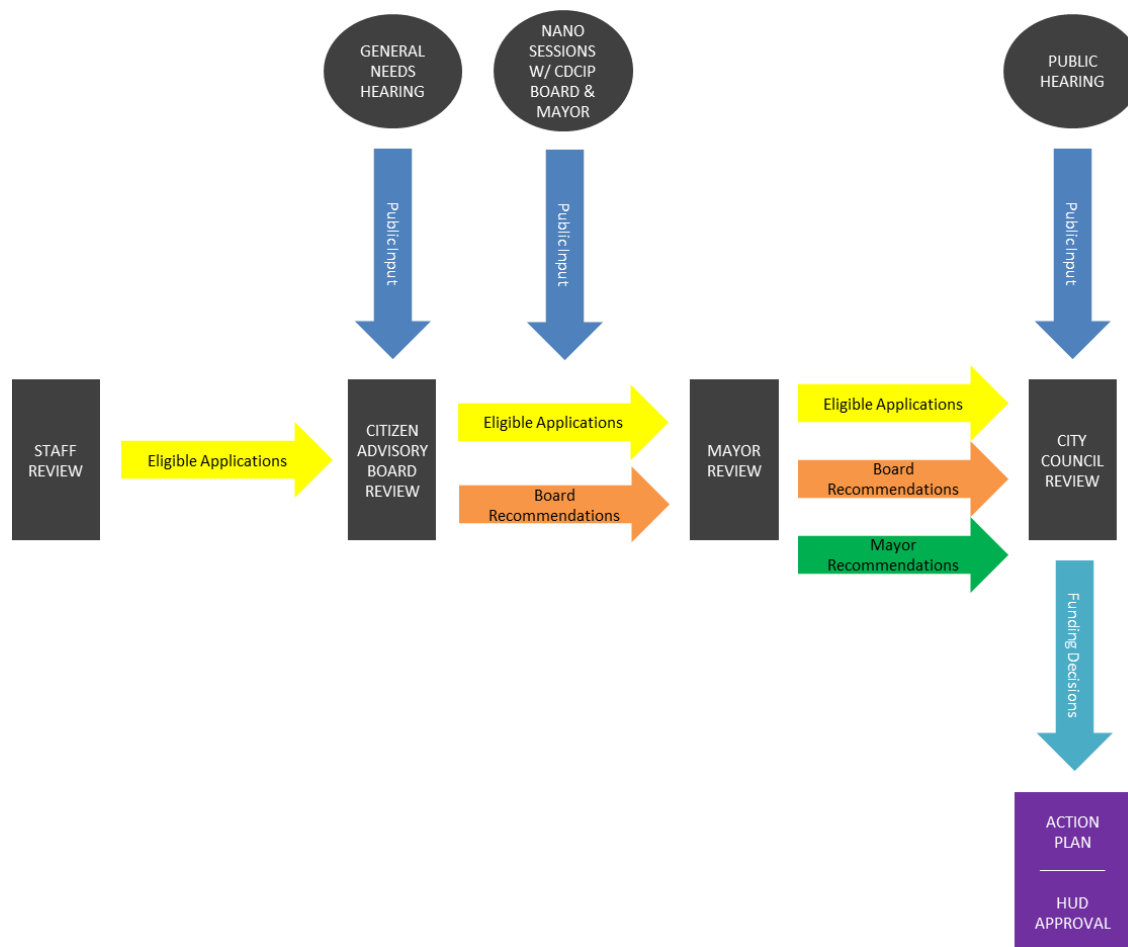 GENERAL
NEEDS
HEARING
NANO
SESSIONS
W/ CDCIP
BOARD &
MAYOR
PUBLIC
HEARING
Public Input
Public Input
Public Input
STAFF
REVIEW
Eligible Applications
CITIZEN
ADVISORY
BOARD
REVIEW
Eligible Applications
Board
Recommendations
MAYOR
REVIEW
Eligible Applications
Board
Recommendations
Mayor
Recommendations
CITY
COUNCIL
REVIEW
Funding Decisions
ACTION
PLAN
HUD
APPROVAL